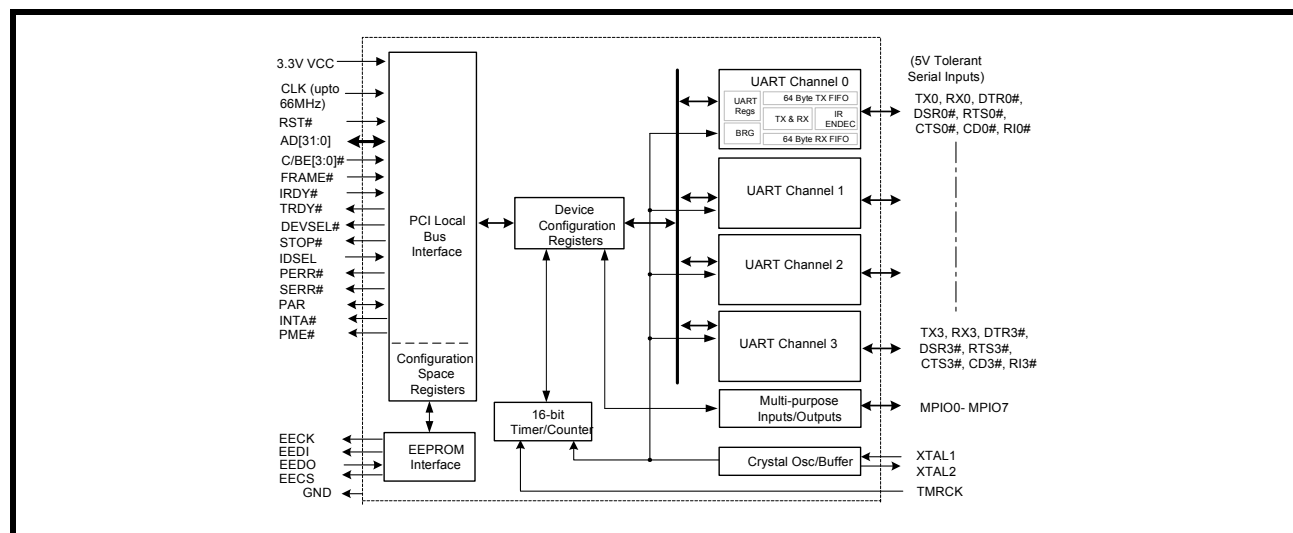 3.3V VCC
CLK (upto
66MHz)
RST#
AD[31:0]
C/BE[3:0]#
FRAME#
IRDY#
TRDY#
DEVSEL#
STOP#
IDSEL
PERR#
SERR#
PAR
INTA#
PME#
EECK
EEDI
EEDO
EECS
GND
PCI Local
Bus
Interface
Configuration
Space
Registers
EEPROM
Interface
Device
Configuration
Registers
16-bit
Timer/Counter
UART Channel 0
UART
Regs
64 Byte TX FIFO
TX & RX
IR
ENDEC
BRG
64 Byte RX FIFO
UART Channel 1
UART Channel 2
UART Channel 3
Multi-purpose
Inputs/Outputs
Crystal Osc/Buffer
(5V Tolerant
Serial Inputs)
TX0, RX0, DTR0#,
DSR0#, RTS0#,
CTS0#, CD0#, RI0#
TX3, RX3, DTR3#,
DSR3#, RTS3#,
CTS3#, CD3#, RI3#
MPIO0- MPIO7
XTAL1
XTAL2
TMRCK